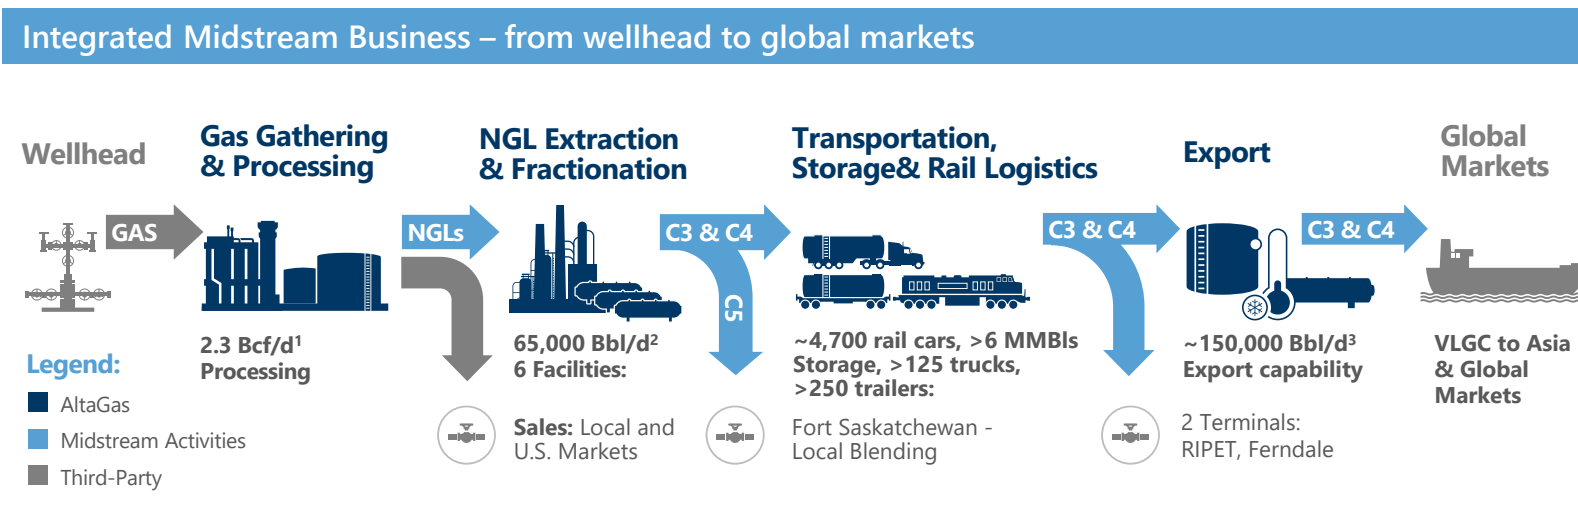 Integrated Midstream Business – from wellhead to global markets
Wellhead
GAS
Gas Gathering
& Processing
2.3 Bcf/d¹
Processing
NGLs
NGL Extraction
& Fractionation
65,000 Bbl/d²
6 Facilities:
Sales: Local and
U.S. Markets
C3 & C4
C5
Transportation,
Storage& Rail Logistics
~4,700 rail cars, >6 MMBls
Storage, >125 trucks,
>250 trailers:
Fort Saskatchewan -
Local Blending
C3 & C4
Export
~150,000 Bbl/d³
Export capability
2 Terminals:
RIPET, Ferndale
C3 & C4
Global
Markets
VLGC to Asia
& Global
Markets
Legend:
AltaGas
Midstream Activities
Third-Party